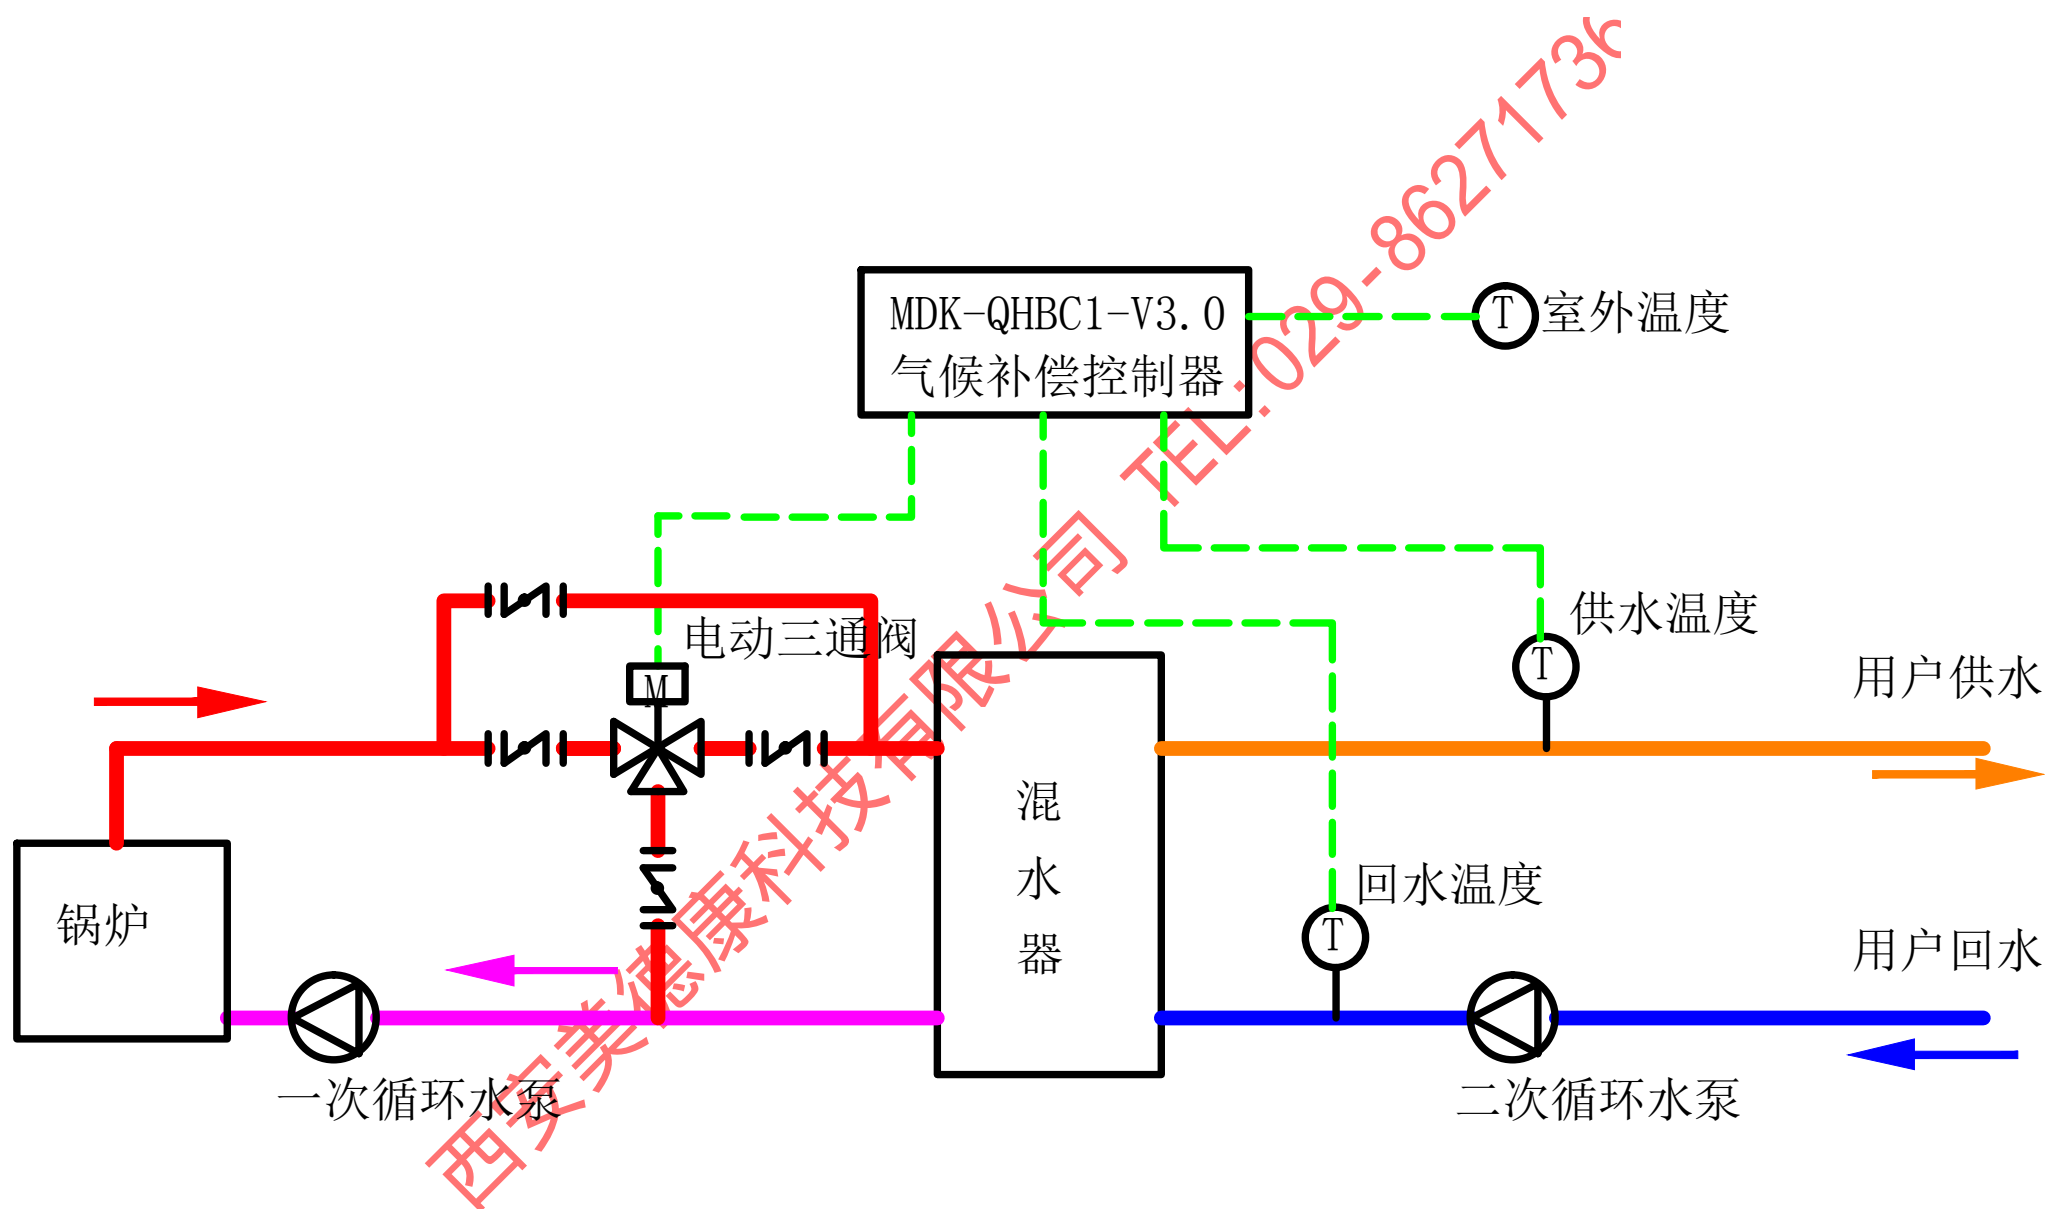 MDK-QHBC1-V3.0
气候补偿控制器
T
室外温度
电动三通阀
M
供水温度
T
用户供水
混
水
器
锅炉
回水温度
T
用户回水
一次循环水泵
二次循环水泵
西安美德康科技有限公司 TEL:029-8627173